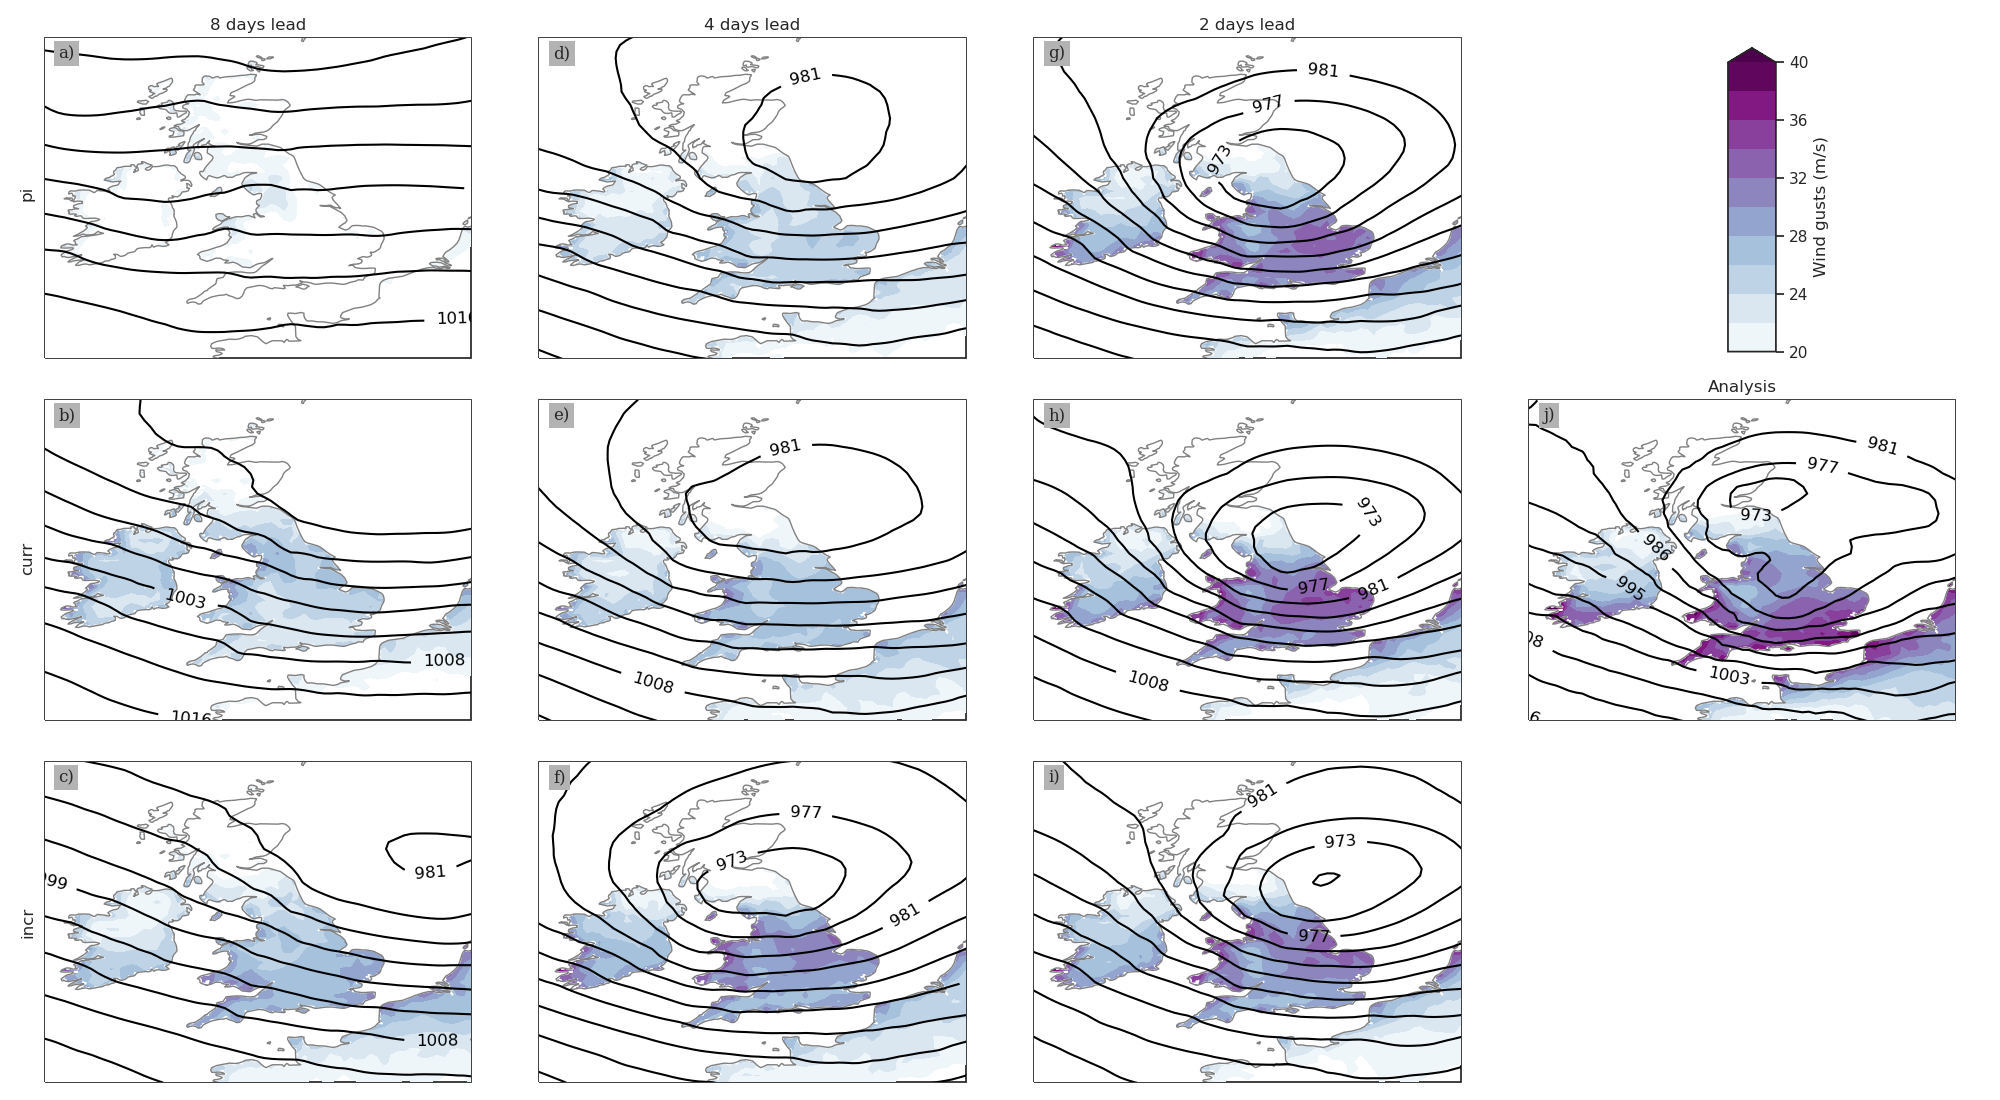 8 days lead
4 days lead
2 days lead
pi
a)
1016
d)
981
g)
981
977
973
40
36
32
28
24
20
Wind gusts (m/s)
curr
b)
1003
1008
1016
e)
981
1008
h)
973
977
981
1008
Analysis
j)
981
977
973
986
995
1003
incr
c)
981
1008
f)
977
973
981
i)
981
973
977